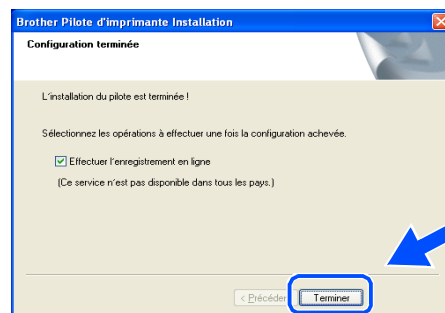 Brother Pilote d'imprimante Installation
Configuration terminée
L'installation du pilote est terminée !
Sélectionnez les opérations à effectuer une fois la configuration achevée.
Effectuer l'enregistrement en ligne
(Ce service n'est pas disponible dans tous les pays.)
< Précéder Terminer